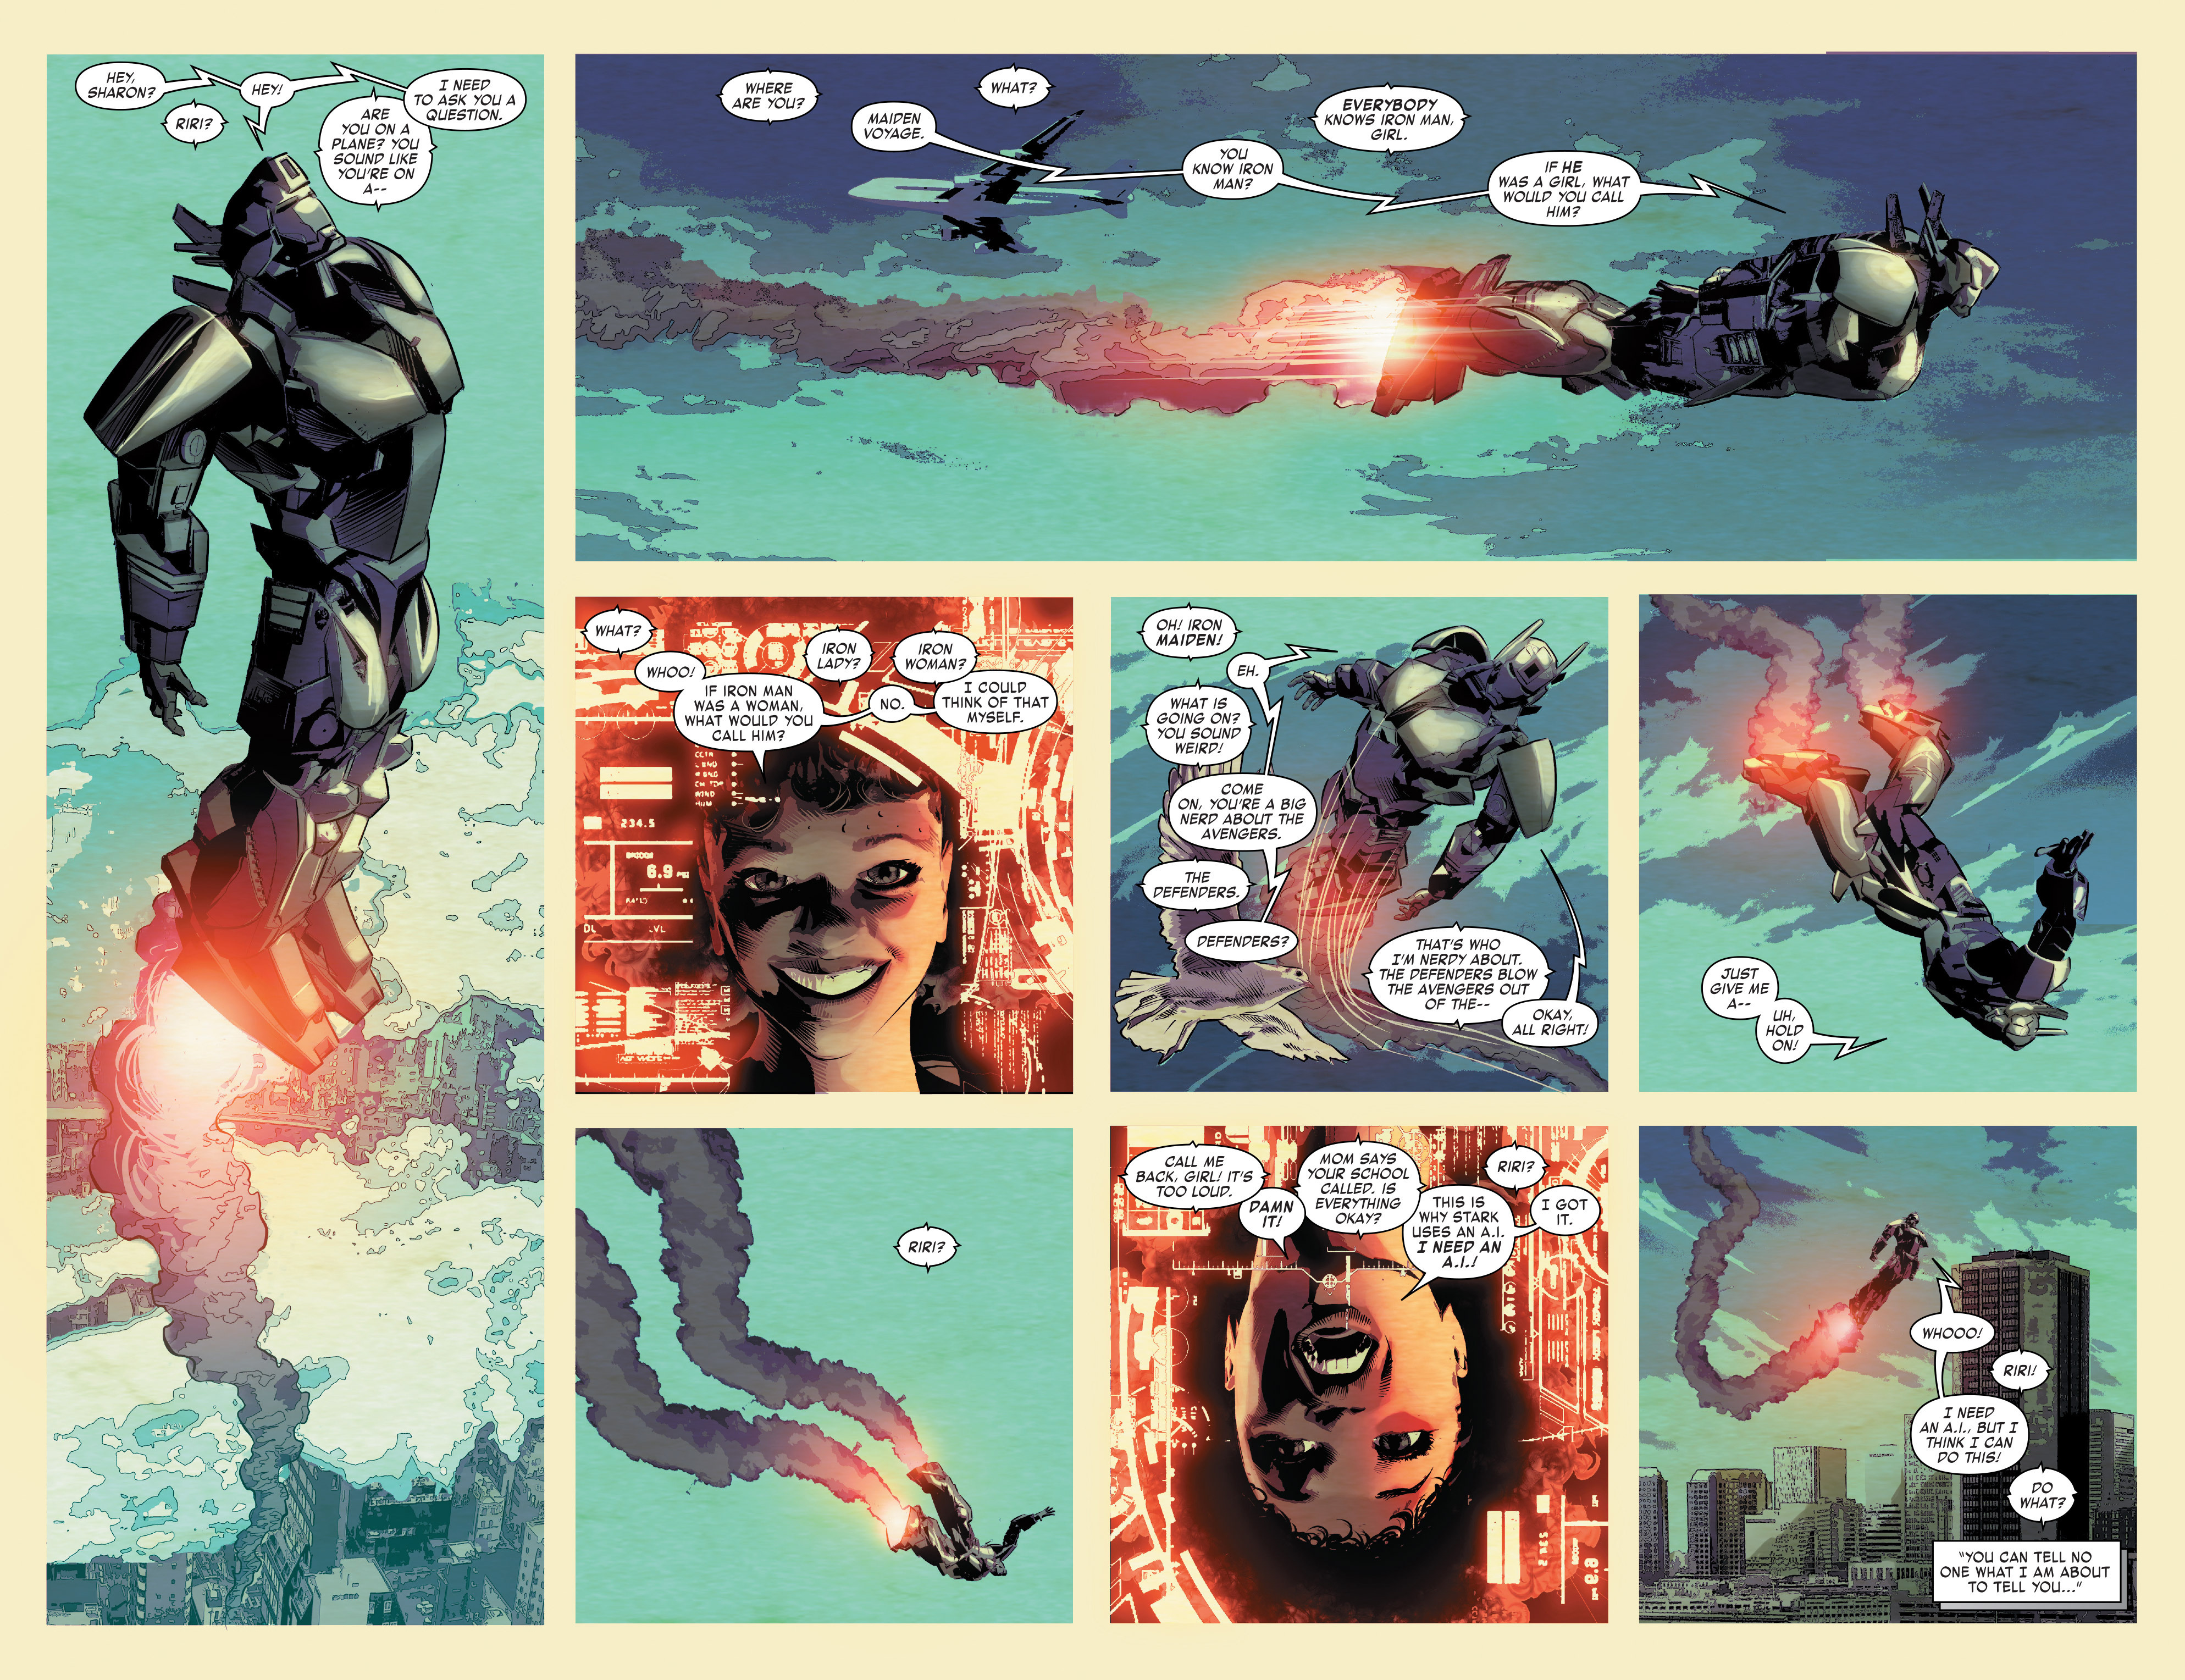 HEY,
SHARON?
RIRI?
HEY!
ARE
YOU ON A
PLANE? YOU
SOUND LIKE
YOU'RE ON
A--
I NEED
TO ASK YOU A
QUESTION.
WHERE
ARE YOU?
MAIDEN
VOYAGE.
WHAT?
YOU
KNOW IRON
MAN?
EVERYBODY
KNOWS IRON MAN,
GIRL.
IF HE
WAS A GIRL, WHAT
WOULD YOU CALL
HIM?
WHAT?
WHOO!
IF IRON MAN
WAS A WOMAN,
WHAT WOULD YOU
CALL HIM?
IRON
LADY?
NO.
IRON
WOMAN?
I COULD
THINK OF THAT
MYSELF.
234.5
6.9 PSI
OH! IRON
MAIDEN!
EH.
WHAT IS
GOING ON?
YOU SOUND
WEIRD!
COME
ON, YOU'RE A BIG
NERD ABOUT THE
AVENGERS.
THE
DEFENDERS.
DEFENDERS?
THAT'S WHO
I'M NERDY ABOUT.
THE DEFENDERS BLOW
THE AVENGERS OUT
OF THE--
OKAY,
ALL RIGHT!
JUST
GIVE ME
A--
UH,
HOLD
ON!
RIRI?
CALL ME
BACK, GIRL! IT'S
TOO LOUD.
DAMN
IT!
MOM SAYS
YOUR SCHOOL
CALLED. IS
EVERYTHING
OKAY?
THIS IS
WHY STARK
USES AN A.I.
I NEED AN
A.I.!
RIRI?
I GOT
IT.
WHOOO!
RIRI!
I NEED
AN A.I., BUT I
THINK I CAN
DO THIS!
DO
WHAT?
"YOU CAN TELL NO
ONE WHAT I AM ABOUT
TO TELL YOU..."